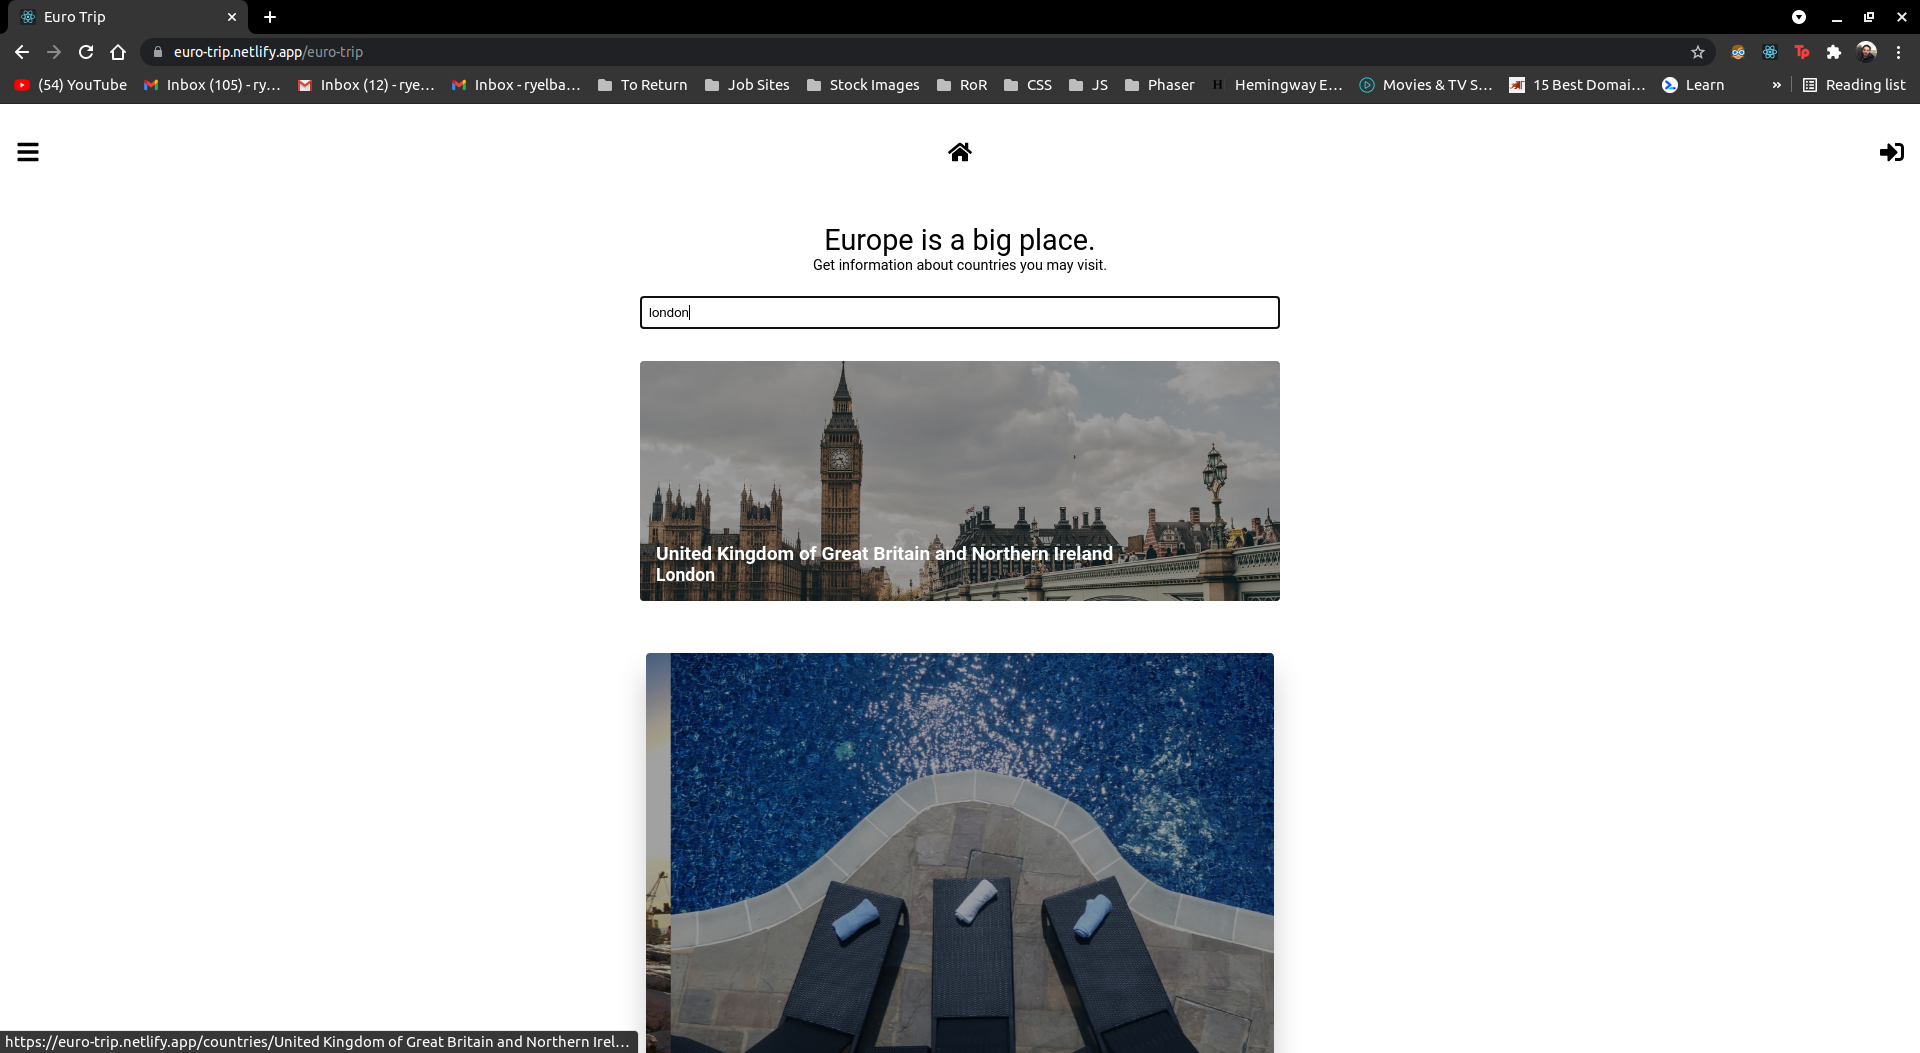 Euro Trip
euro-trip.netlify.app/euro-trip
(54) YouTube
Inbox (105) - ry...
Inbox (12) - rye...
Inbox - ryelba...
To Return
Job Sites
Stock Images
RoR
CSS
JS
Phaser
H
Hemingway E...
Movies & TV S...
15 Best Domai...
Learn
»
Reading list
Europe is a big place.
Get information about countries you may visit.
london
United Kingdom of Great Britain and Northern Ireland
London
https://euro-trip.netlify.app/countries/United Kingdom of Great Britain and Northern Irel...